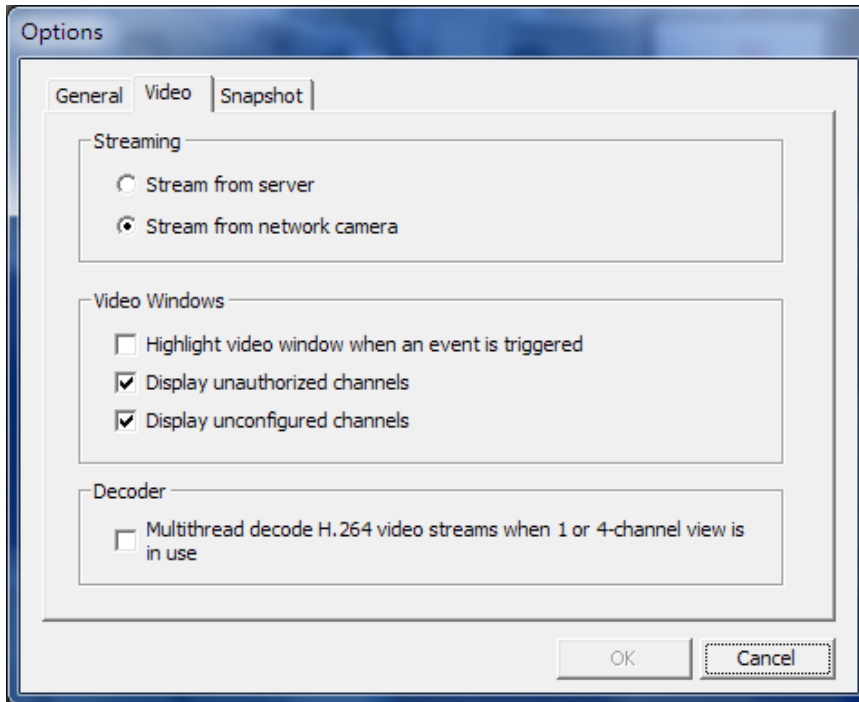 Options
General Video Snapshot
Streaming
Stream from server
Stream from network camera
Video Windows
Highlight video window when an event is triggered
Display unauthorized channels
Display unconfigured channels
Decoder
Multithread decode H.264 video streams when 1 or 4-channel view is
in use
OK Cancel